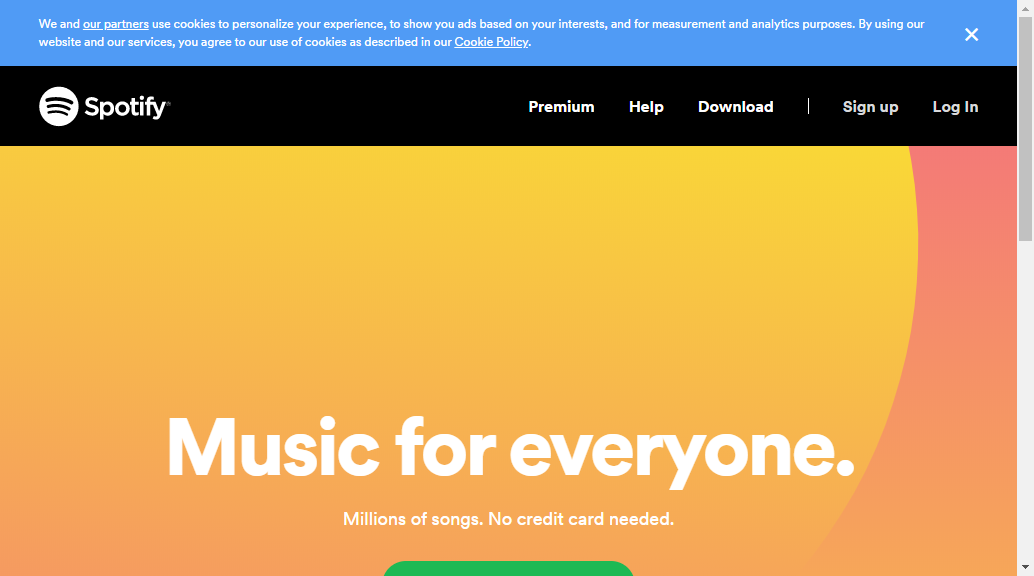 We and our partners use cookies to personalize your experience, to show you ads based on your interests, and for measurement and analytics purposes. By using our
website and our services, you agree to our use of cookies as described in our Cookie Policy.
Spotify®
Premium Help Download | Sign up Log In
Music for everyone.
Millions of songs. No credit card needed.